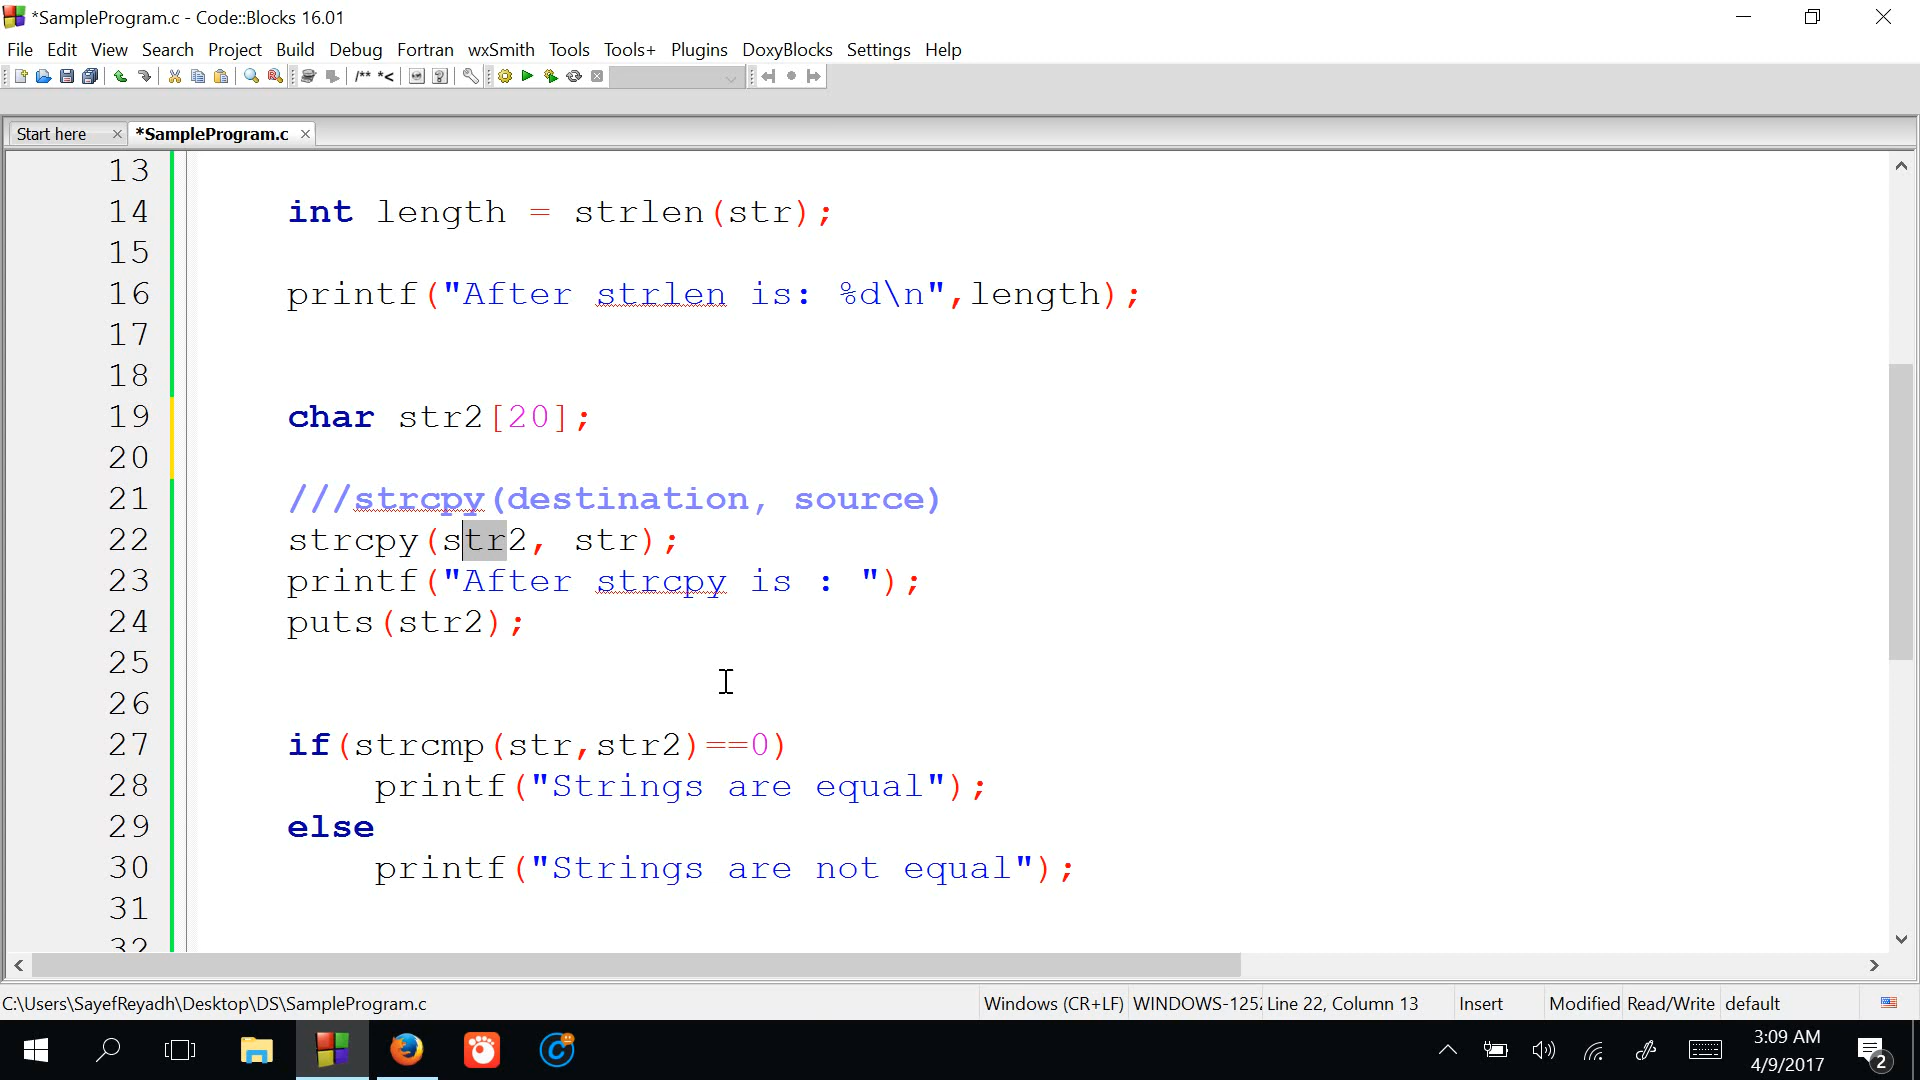 *SampleProgram.c - Code::Blocks 16.01
File Edit View Search Project Build Debug Fortran wxSmith Tools Tools+ Plugins DoxyBlocks Settings Help
/** *<
Start here *SampleProgram.c
13
14 int length = strlen(str);
15
16 printf("After strlen is: %d\n",length);
17
18
19 char str2[20];
20
21 ///strcpy(destination, source)
22 strcpy(str2, str);
23 printf("After strcpy is : ");
24 puts(str2);
25
26
27 if(strcmp(str,str2)==0)
28 printf("Strings are equal");
29 else
30 printf("Strings are not equal");
31
32
C:\Users\SayefReyadh\Desktop\DS\SampleProgram.c Windows (CR+LF) WINDOWS-1252 Line 22, Column 13 Insert Modified Read/Write default
3:09 AM
4/9/2017
2